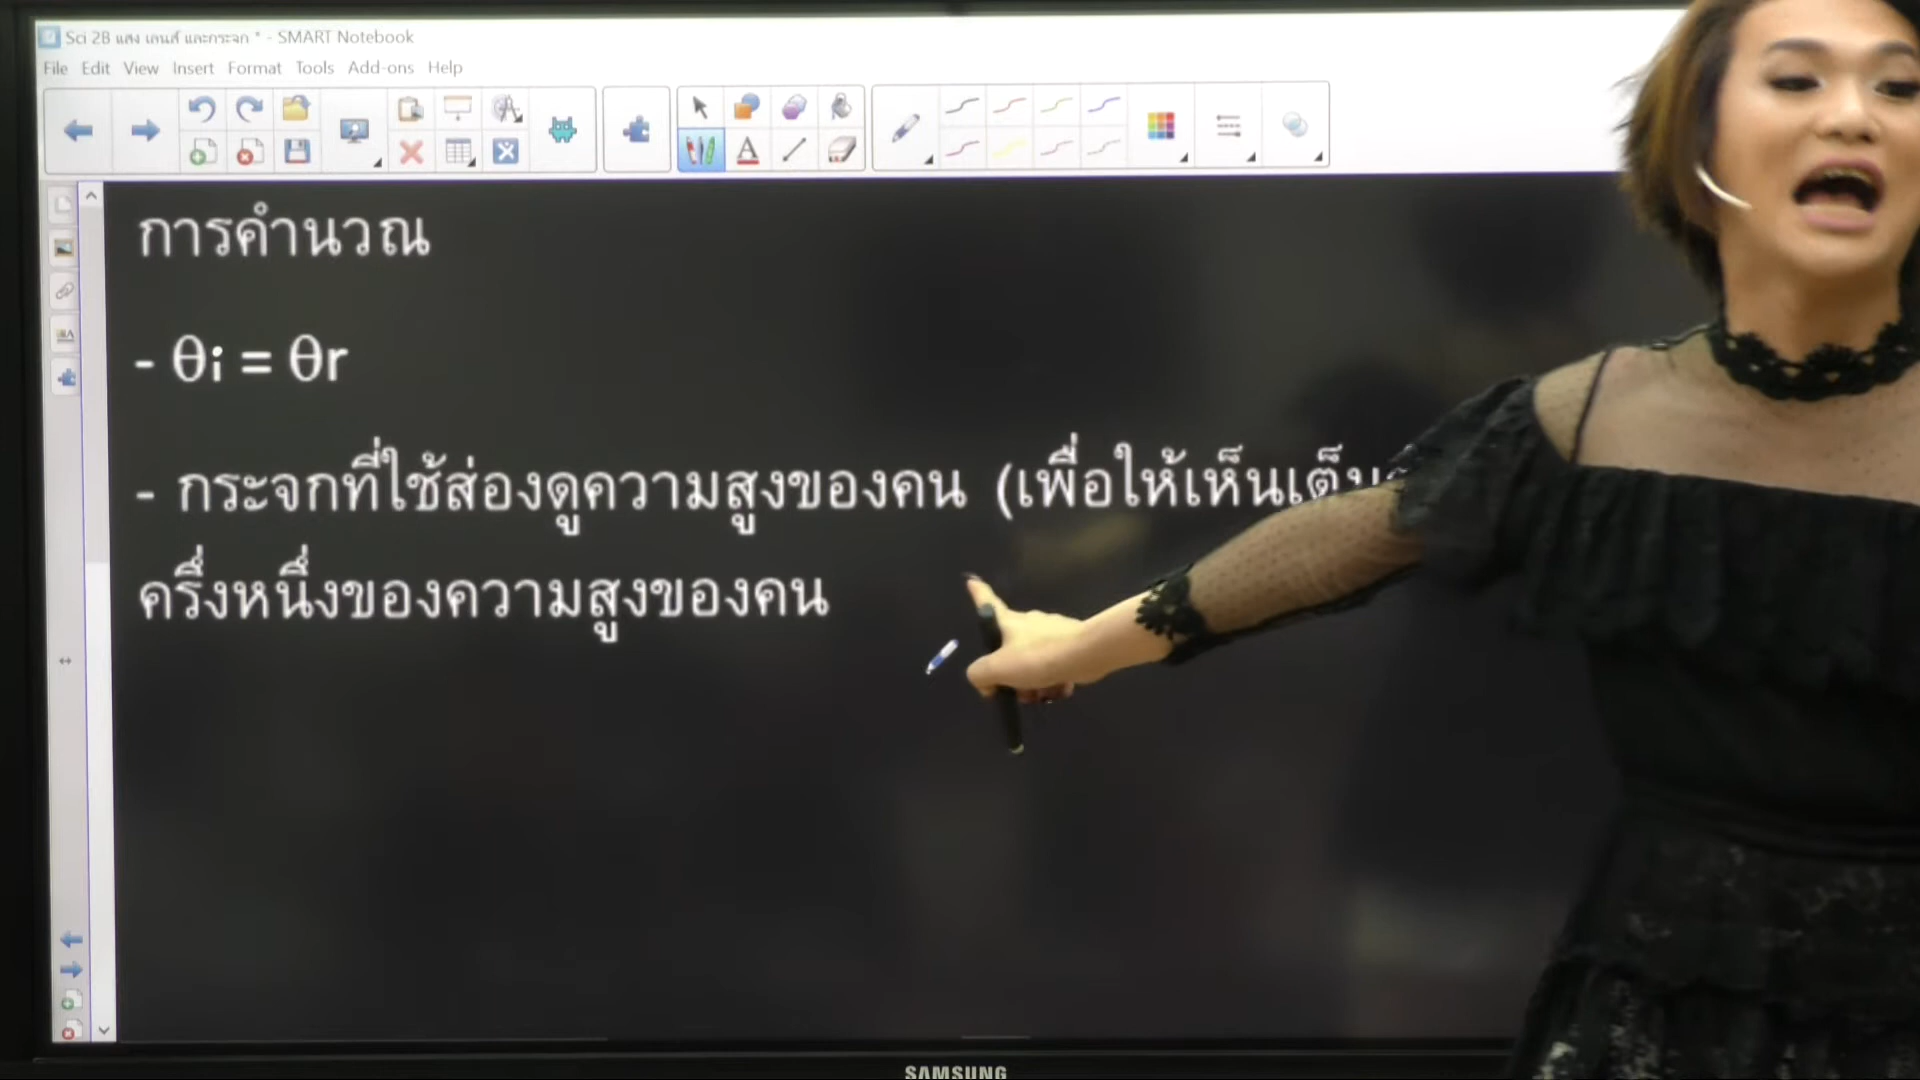 Sci 2B แสง เลนส์ และกระจก * - SMART Notebook
File Edit View Insert Format Tools Add-ons Help
การคำนวณ
- θi = θr
- กระจกที่ใช้ส่องดูความสูงของคน (เพื่อให้เห็นเต็ม
ครึ่งหนึ่งของความสูงของคน
SAMSUNG